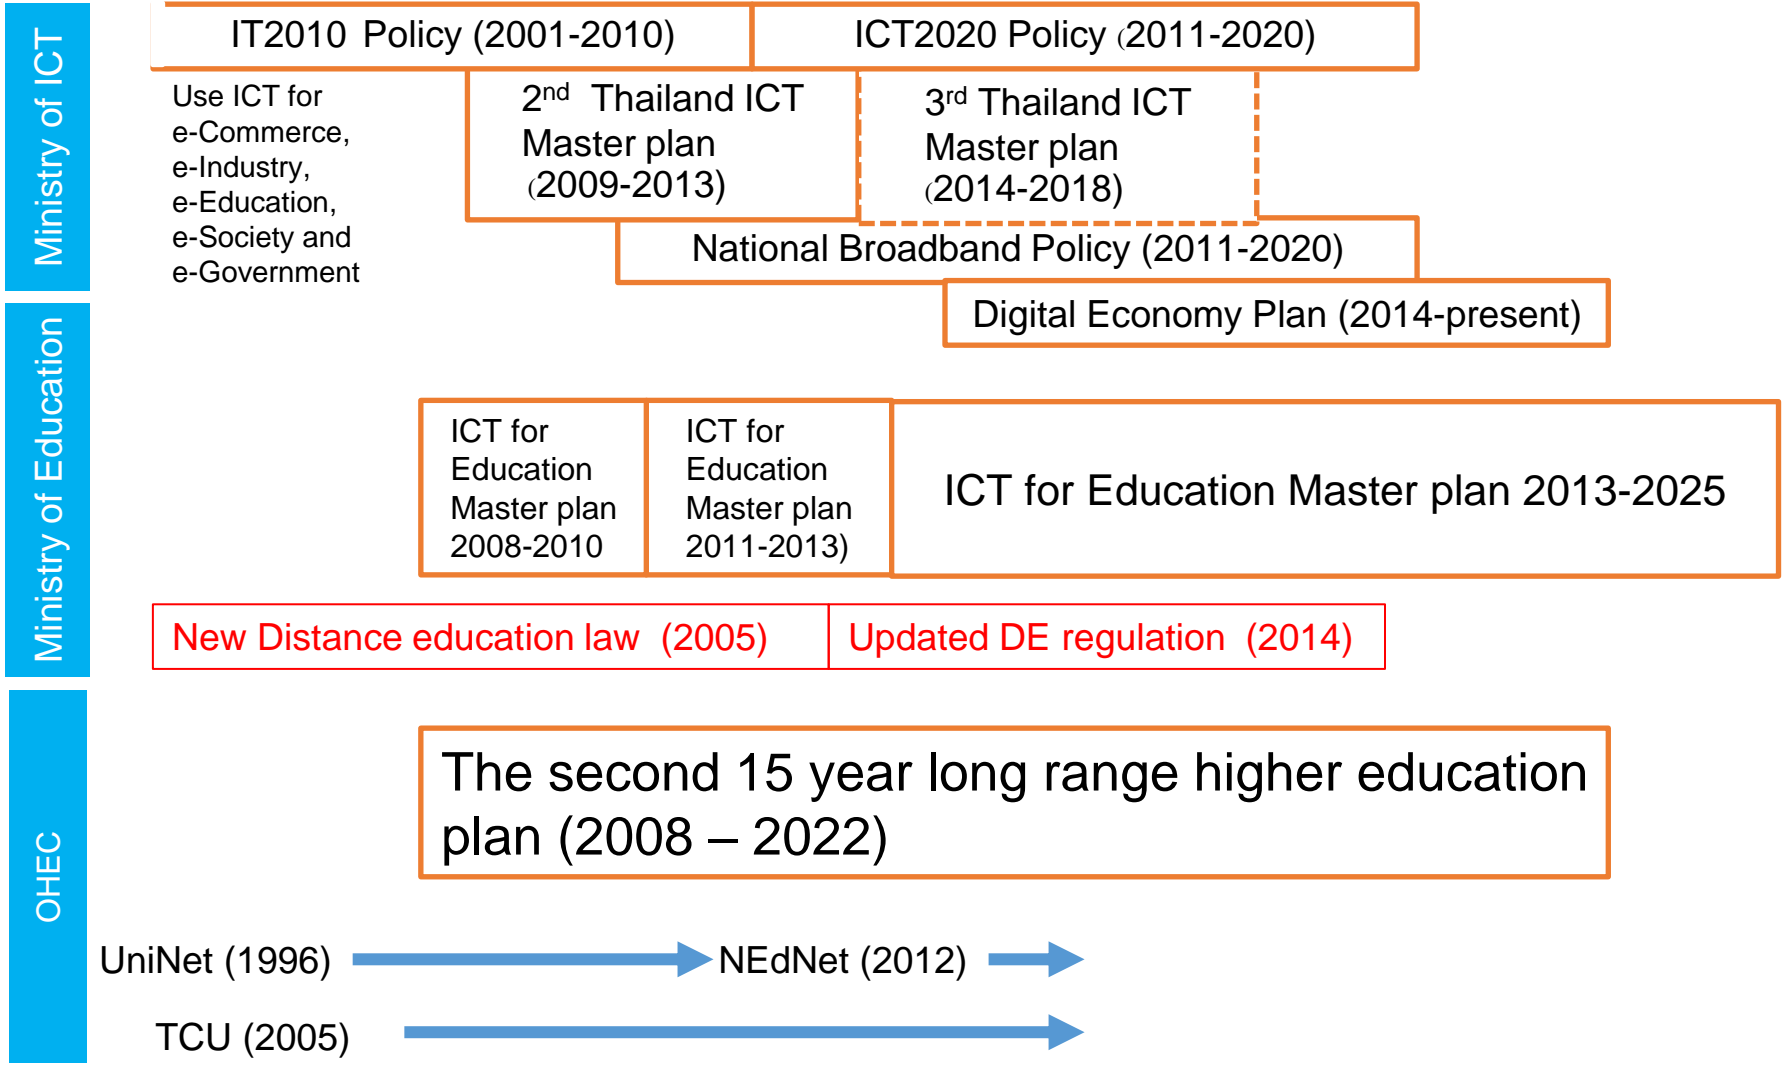 Ministry of ICT
IT2010 Policy (2001-2010)
ICT2020 Policy (2011-2020)
Use ICT for
e-Commerce,
e-Industry,
e-Education,
e-Society and
e-Government
2nd Thailand ICT
Master plan
(2009-2013)
3rd Thailand ICT
Master plan
(2014-2018)
National Broadband Policy (2011-2020)
Digital Economy Plan (2014-present)
Ministry of Education
ICT for
Education
Master plan
2008-2010
ICT for
Education
Master plan
2011-2013)
ICT for Education Master plan 2013-2025
New Distance education law (2005)
Updated DE regulation (2014)
OHEC
The second 15 year long range higher education
plan (2008 – 2022)
UniNet (1996)
NEdNet (2012)
TCU (2005)